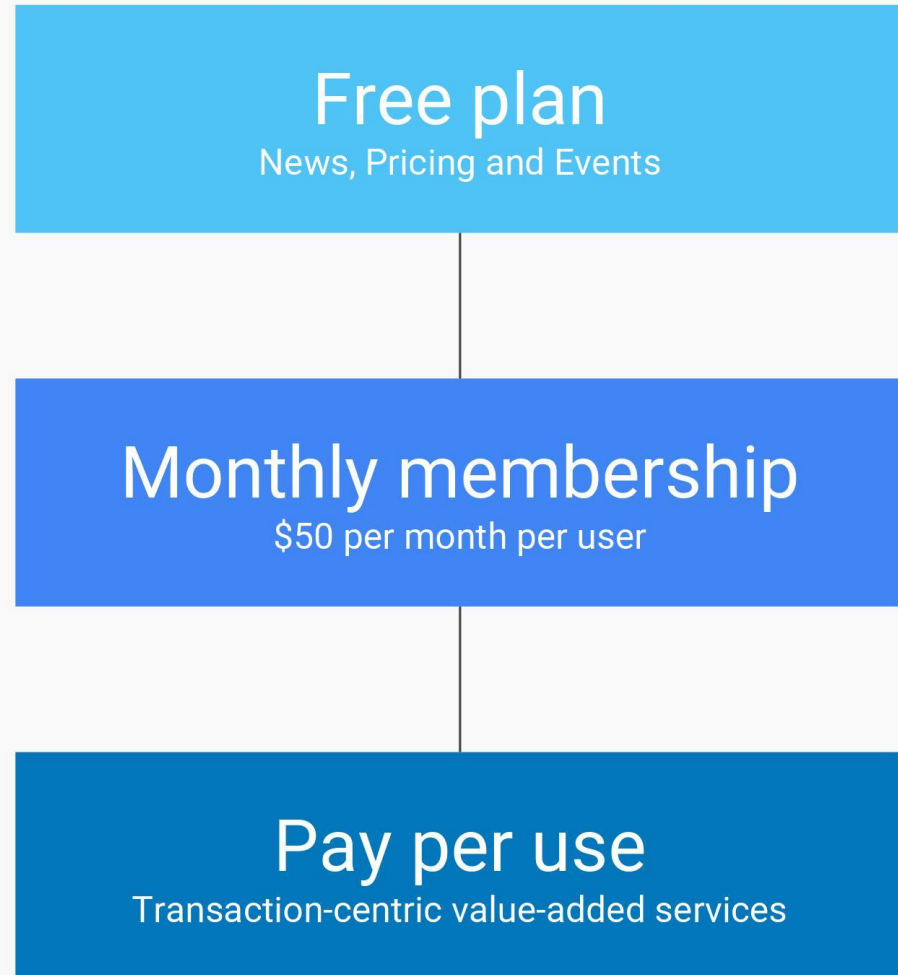 Free plan
News, Pricing and Events
Monthly membership
$50 per month per user
Pay per use
Transaction-centric value-added services